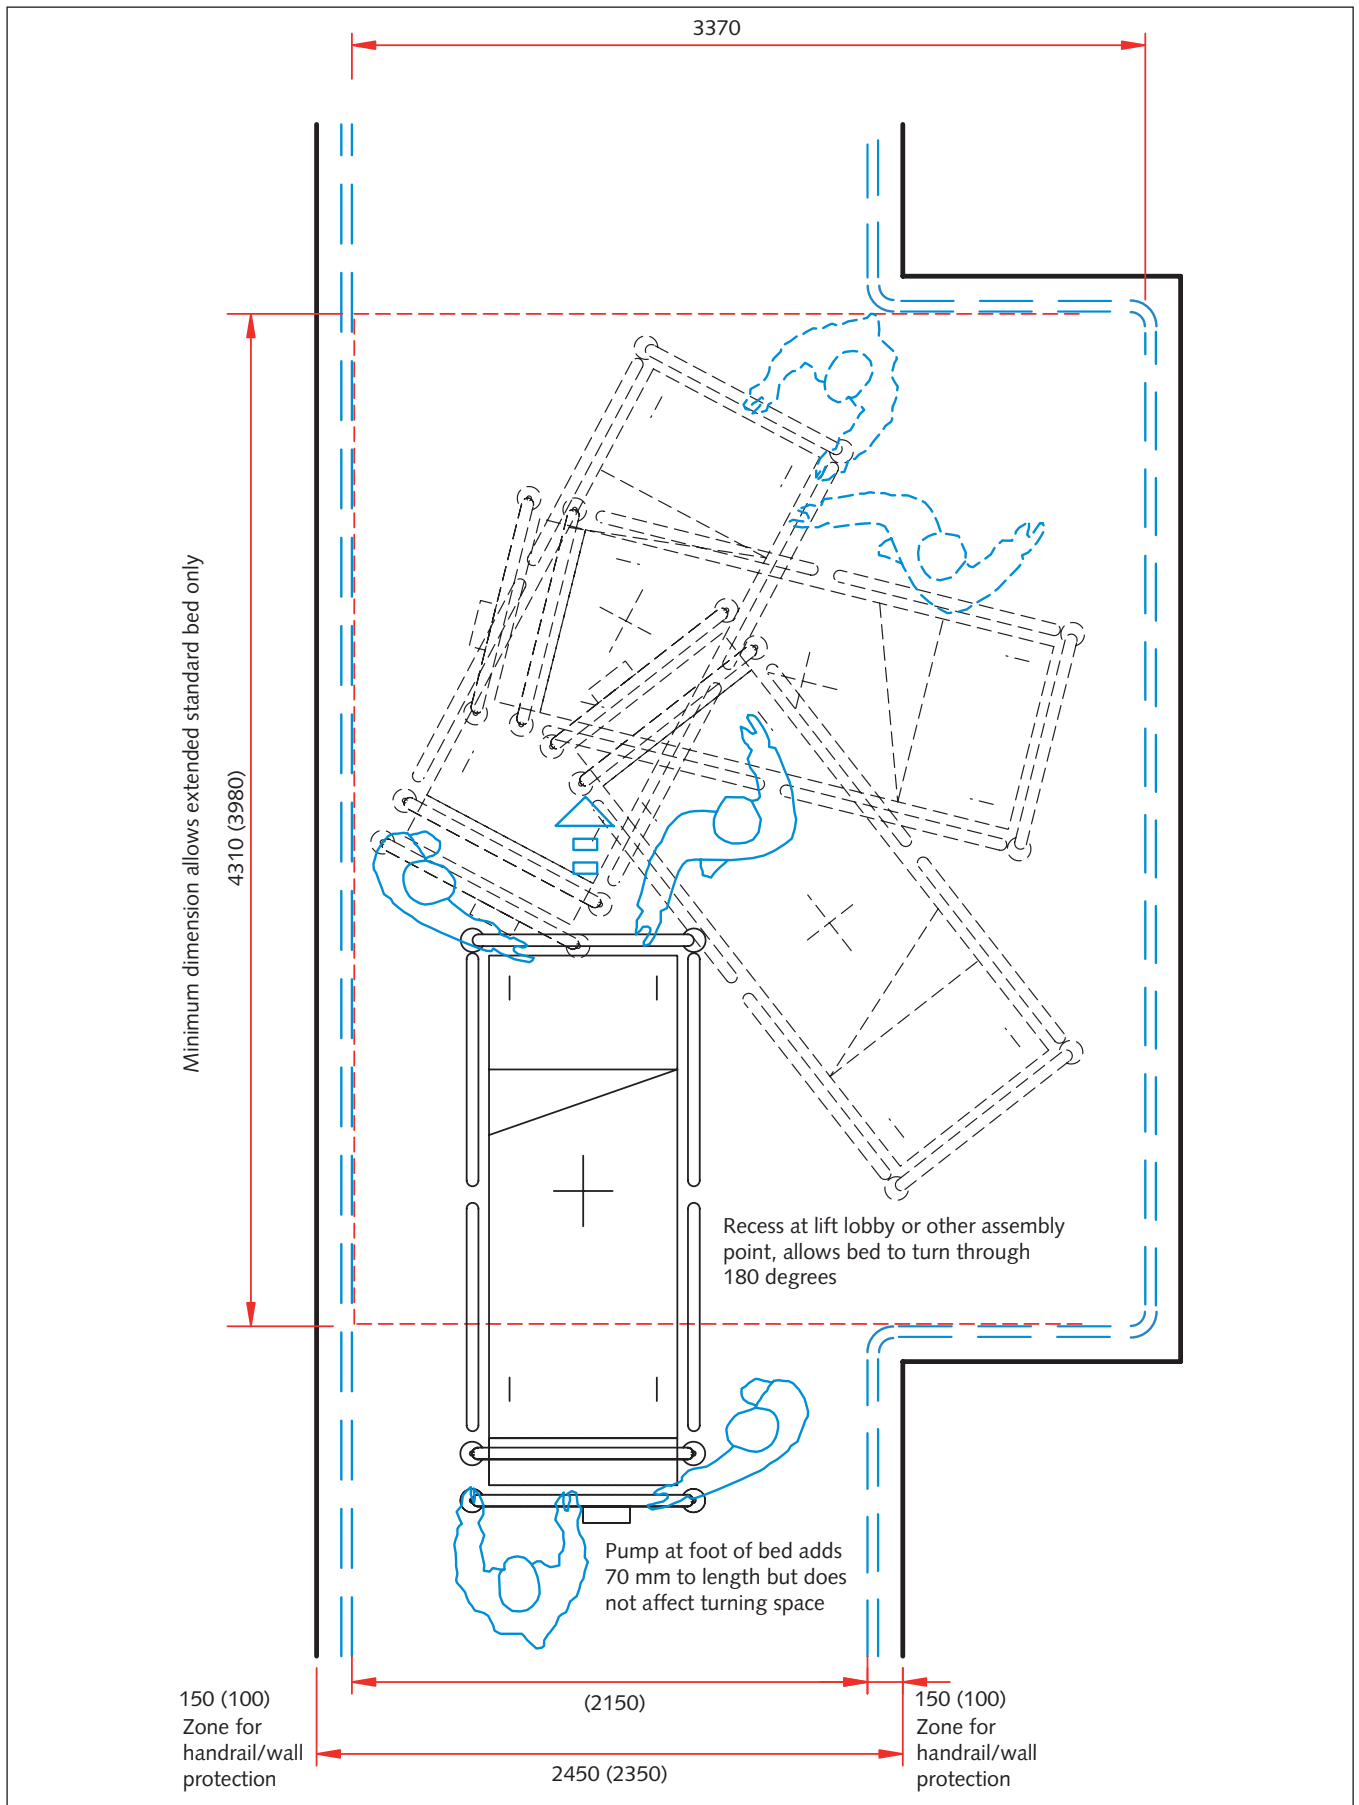 3370
Minimum dimension allows extended standard bed only
4310 (3980)
Recess at lift lobby or other assembly
point, allows bed to turn through
180 degrees
Pump at foot of bed adds
70 mm to length but does
not affect turning space
150 (100)
Zone for
handrail/wall
protection
(2150)
150 (100)
Zone for
handrail/wall
protection
2450 (2350)